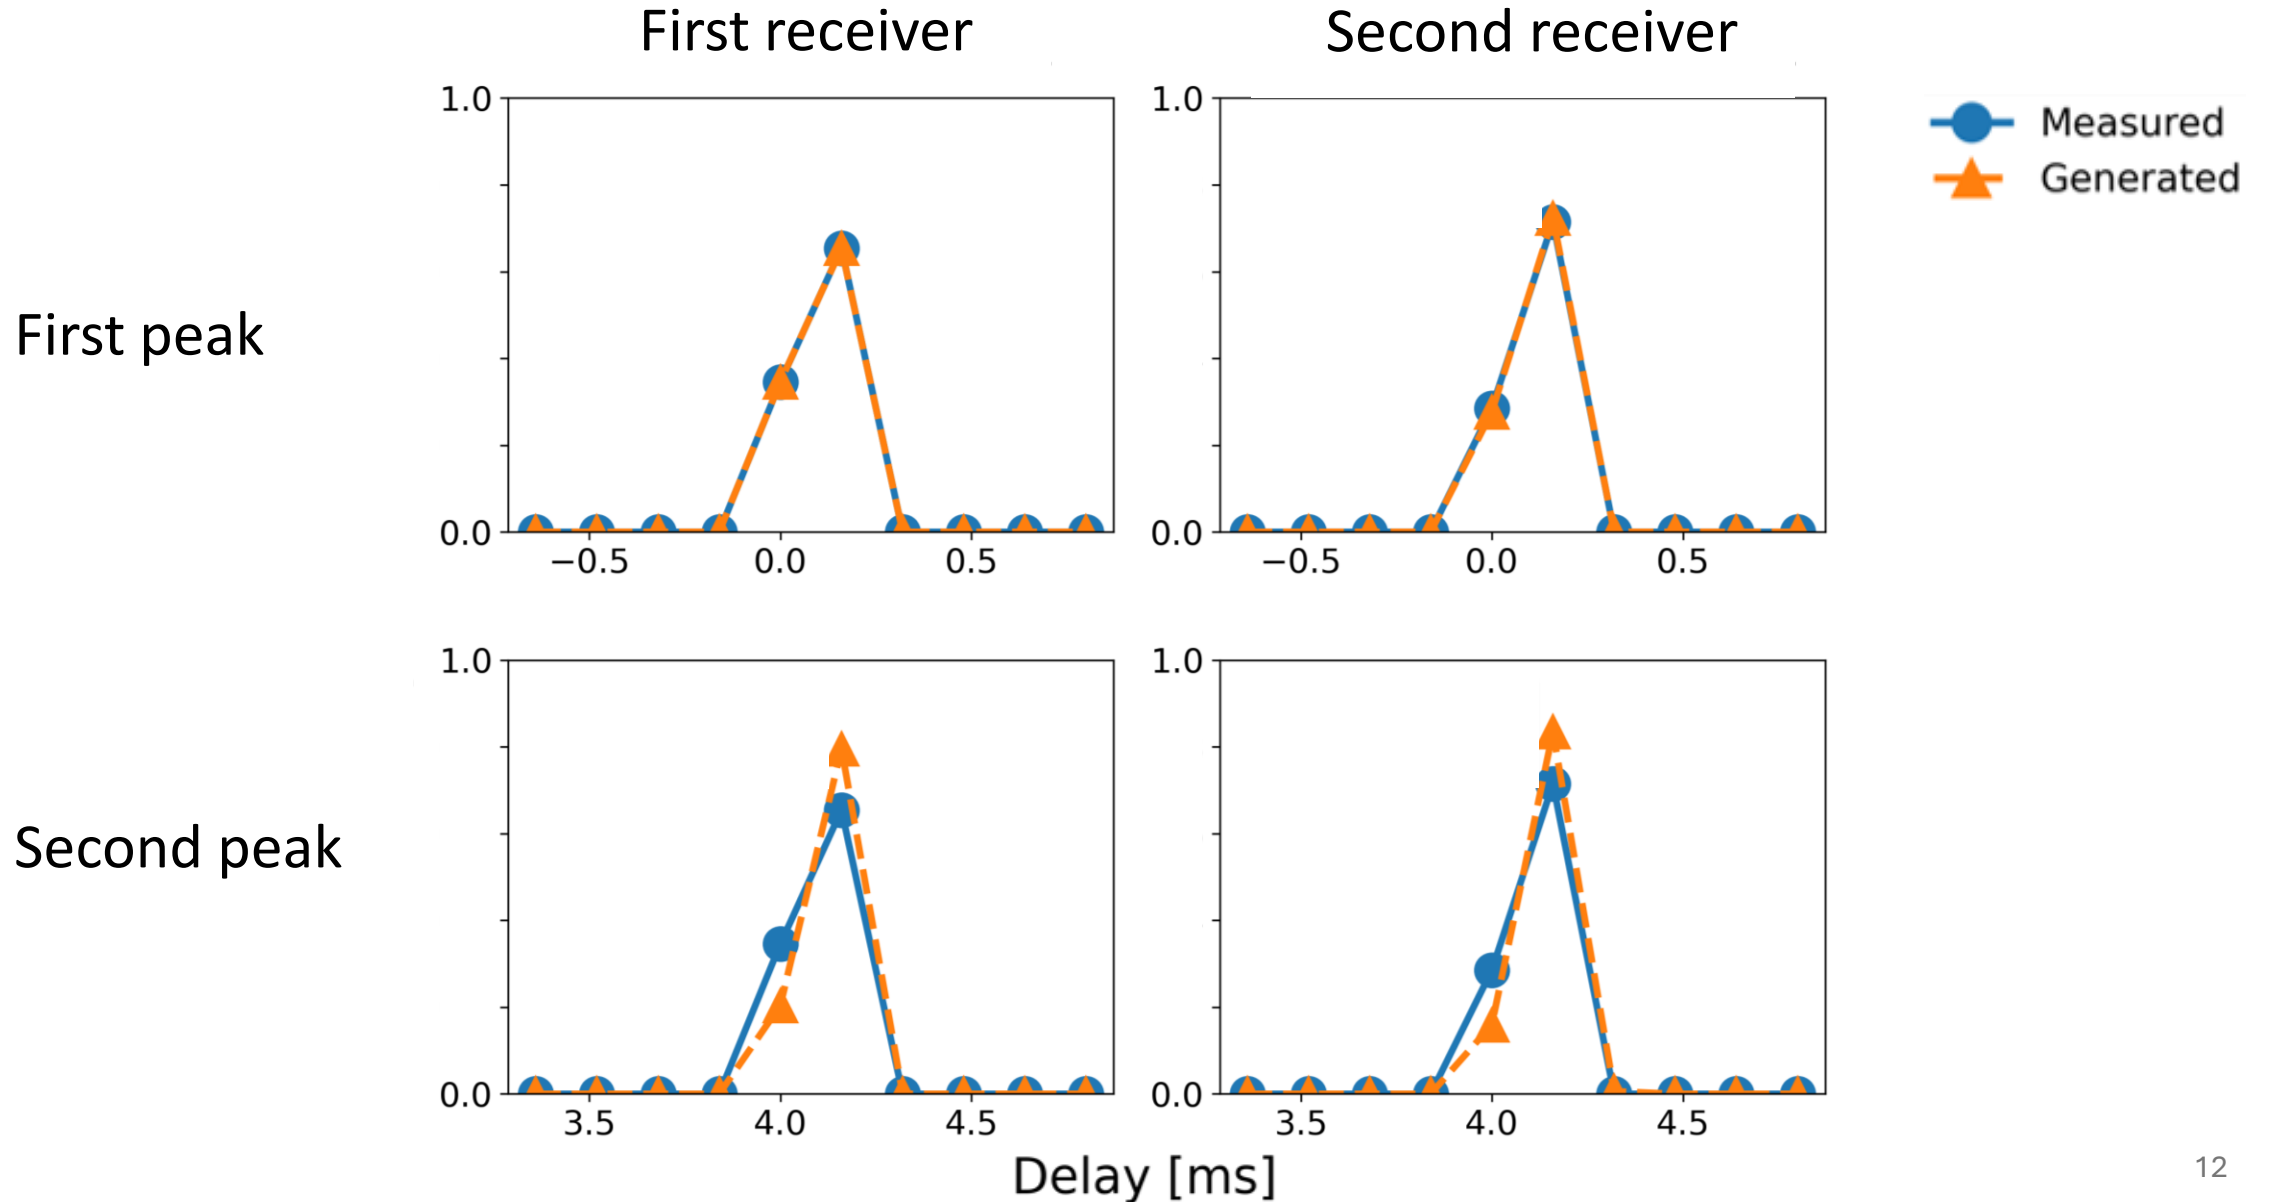 First receiver
Second receiver
Measured
Generated
First peak
1.0
0.0
−0.5 0.0 0.5
1.0
0.0
−0.5 0.0 0.5
Second peak
1.0
0.0
3.5 4.0 4.5
1.0
0.0
3.5 4.0 4.5
Delay [ms]
12